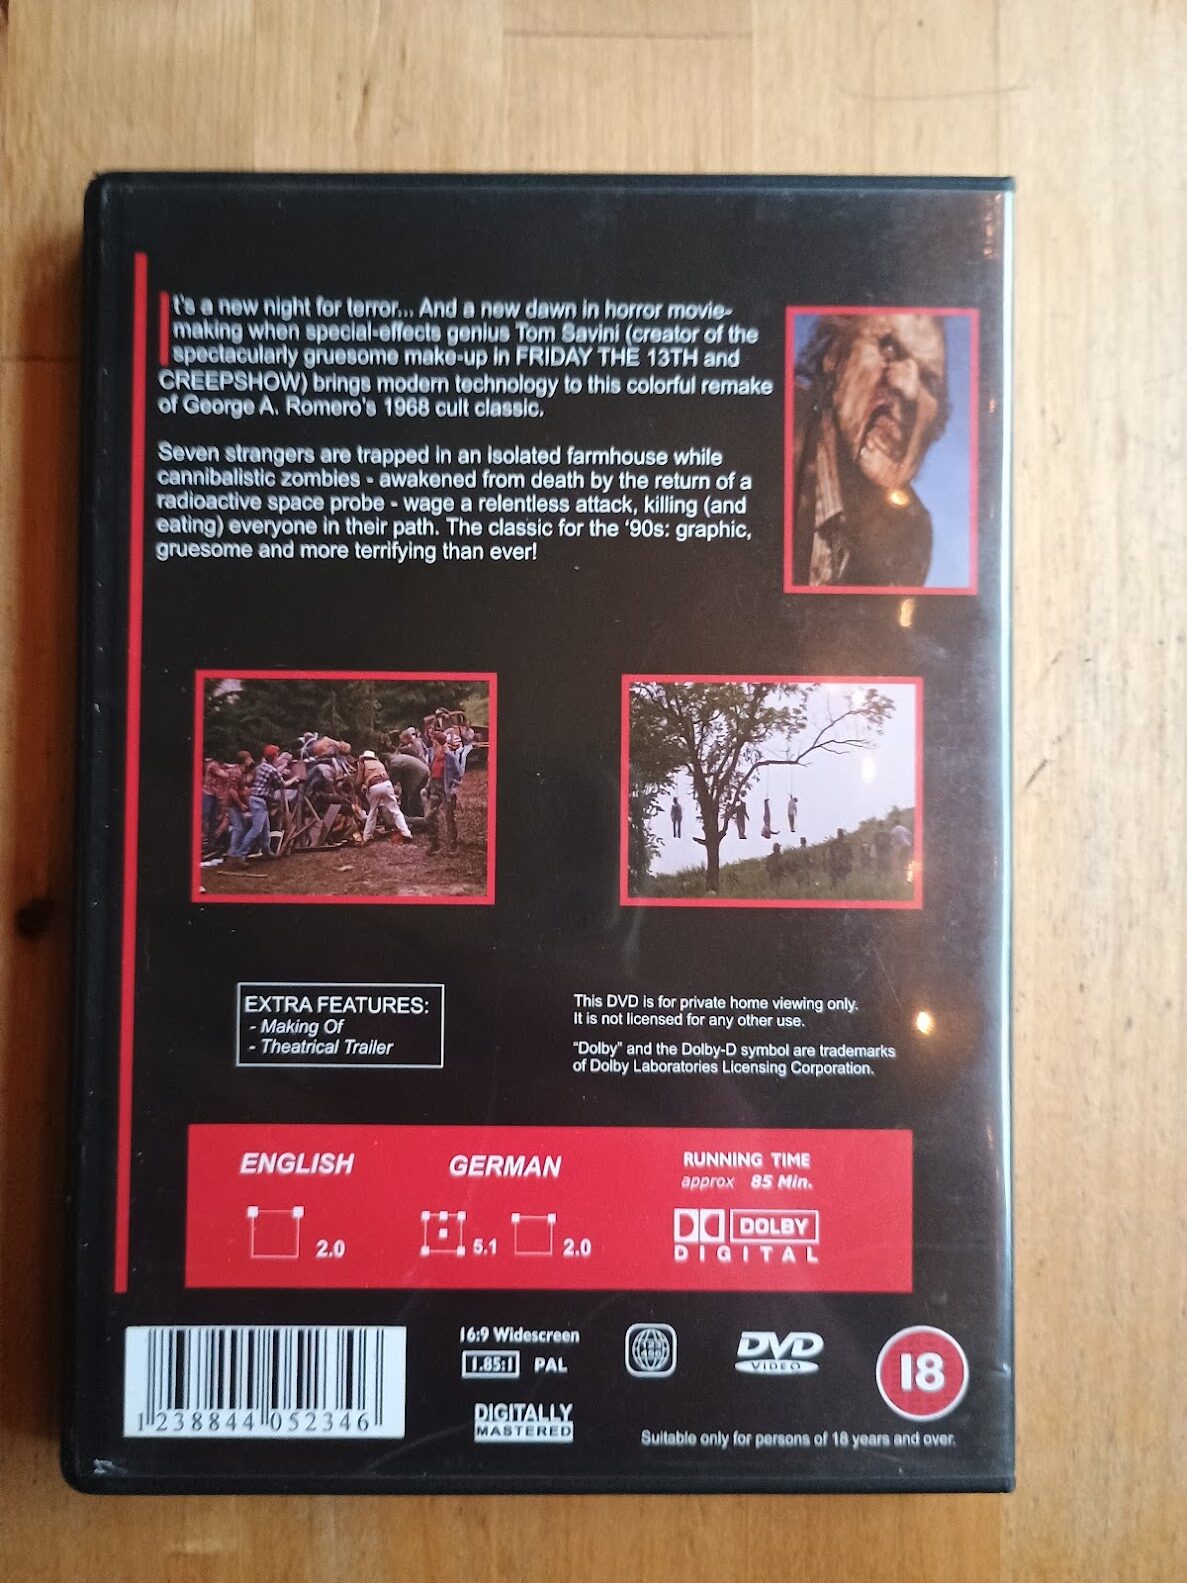 It's a new night for terror... And a new dawn in horror movie-
making when special-effects genius Tom Savini (creator of the
spectacularly gruesome make-up in FRIDAY THE 13TH and
CREEPSHOW) brings modern technology to this colorful remake
of George A. Romero's 1968 cult classic.
Seven strangers are trapped in an isolated farmhouse while
cannibalistic zombies - awakened from death by the return of a
radioactive space probe - wage a relentless attack, killing (and
eating) everyone in their path. The classic for the '90s: graphic,
gruesome and more terrifying than ever!
EXTRA FEATURES:
- Making Of
- Theatrical Trailer
This DVD is for private home viewing only.
It is not licensed for any other use.
"Dolby" and the Dolby-D symbol are trademarks
of Dolby Laboratories Licensing Corporation.
ENGLISH
2.0
GERMAN
5.1 2.0
RUNNING TIME
approx 85 Min.
DOLBY
DIGITAL
1 238844 052346
16:9 Widescreen
1.85:1 PAL
DIGITALLY
MASTERED
DVD
VIDEO
18
Suitable only for persons of 18 years and over.